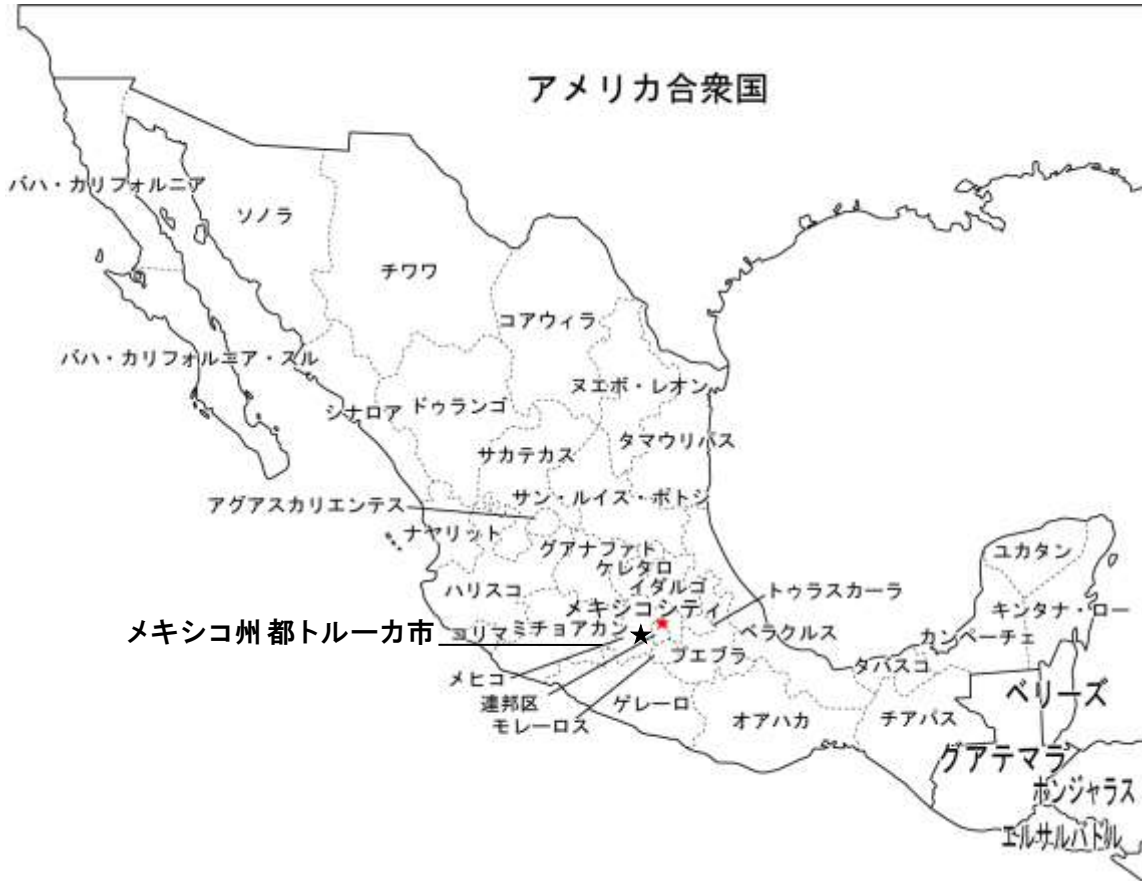 アメリカ合衆国
バハ・カリフォルニア
ソノラ
チワワ
コアウィラ
バハ・カリフォルニア・スル
ヌエボ・レオン
シナロア
ドゥランゴ
タマウリパス
サカテカス
アグアスカリエンテス
サン・ルイズ・ポトシ
ナヤリット
グアナファト
ケレタロ
ユカタン
ハリスコ
イダルゴ
トゥラスカーラ
メキシコシティ
キンタナ・ロー
メキシコ州都トルーカ市
コリマ
ミチョアカン
ベラクルス
カンペーチェ
プエブラ
タバスコ
メヒコ
連邦区
ゲレーロ
モレーロス
オアハカ
チアパス
ベリーズ
グアテマラ
ホンジャラス
エルサルバドル